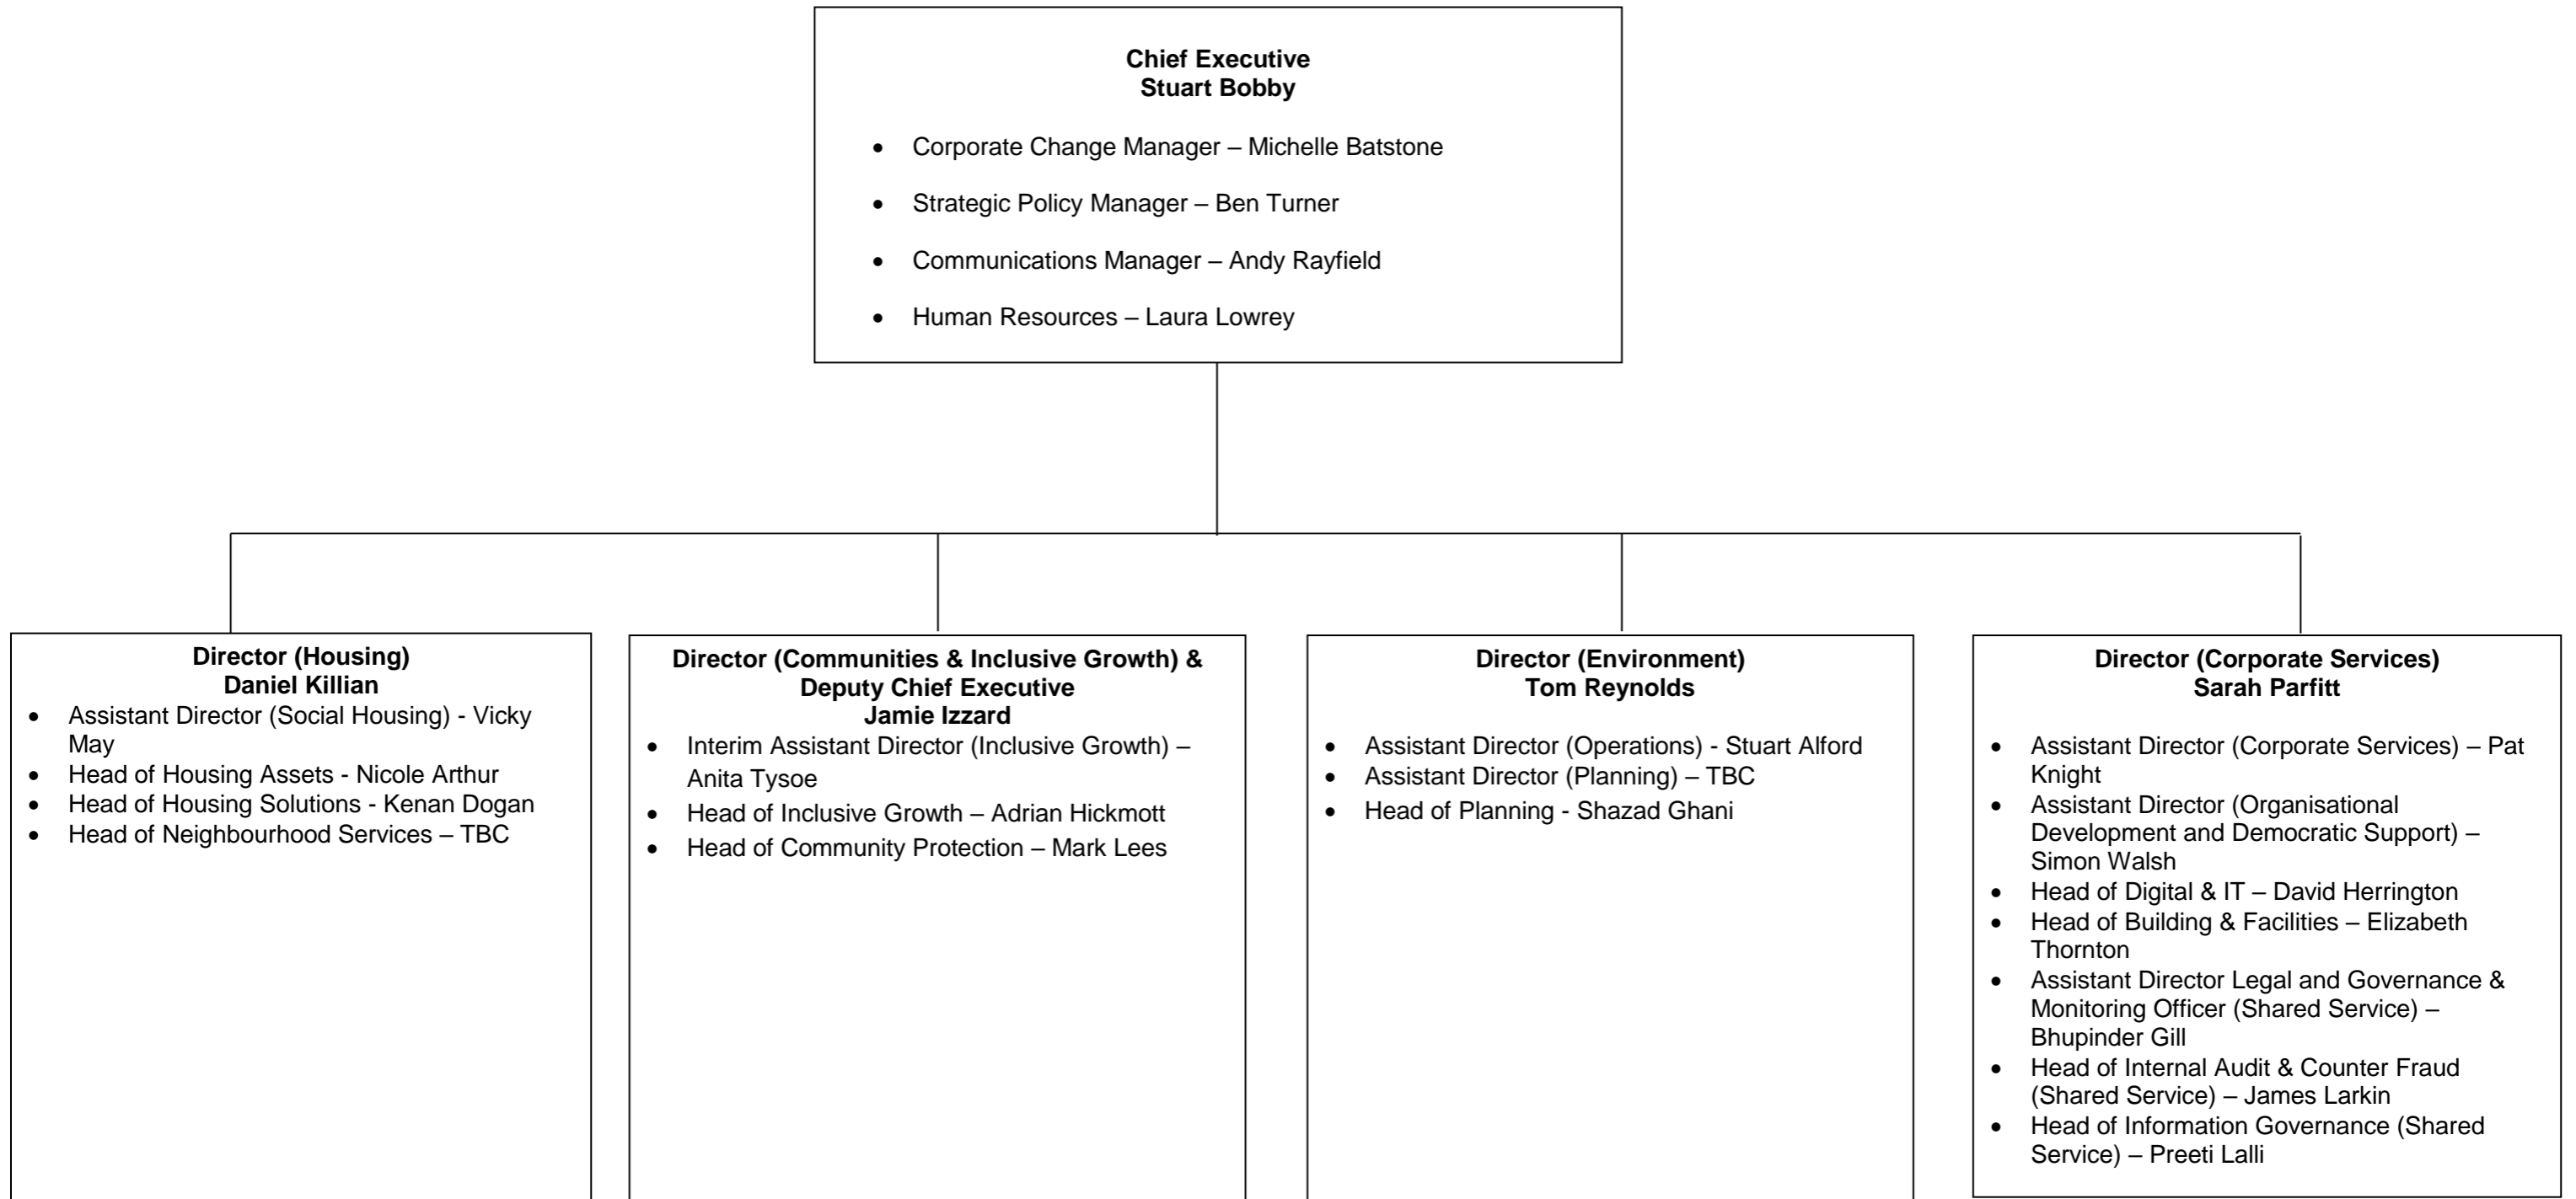 Chief Executive
Stuart Bobby
• Corporate Change Manager – Michelle Batstone
• Strategic Policy Manager – Ben Turner
• Communications Manager – Andy Rayfield
• Human Resources – Laura Lowrey
Director (Housing)
Daniel Killian
• Assistant Director (Social Housing) - Vicky
May
• Head of Housing Assets - Nicole Arthur
• Head of Housing Solutions - Kenan Dogan
• Head of Neighbourhood Services – TBC
Director (Communities & Inclusive Growth) &
Deputy Chief Executive
Jamie Izzard
• Interim Assistant Director (Inclusive Growth) –
Anita Tysoe
• Head of Inclusive Growth – Adrian Hickmott
• Head of Community Protection – Mark Lees
Director (Environment)
Tom Reynolds
• Assistant Director (Operations) - Stuart Alford
• Assistant Director (Planning) – TBC
• Head of Planning - Shazad Ghani
Director (Corporate Services)
Sarah Parfitt
• Assistant Director (Corporate Services) – Pat
Knight
• Assistant Director (Organisational
Development and Democratic Support) –
Simon Walsh
• Head of Digital & IT – David Herrington
• Head of Building & Facilities – Elizabeth
Thornton
• Assistant Director Legal and Governance &
Monitoring Officer (Shared Service) –
Bhupinder Gill
• Head of Internal Audit & Counter Fraud
(Shared Service) – James Larkin
• Head of Information Governance (Shared
Service) – Preeti Lalli